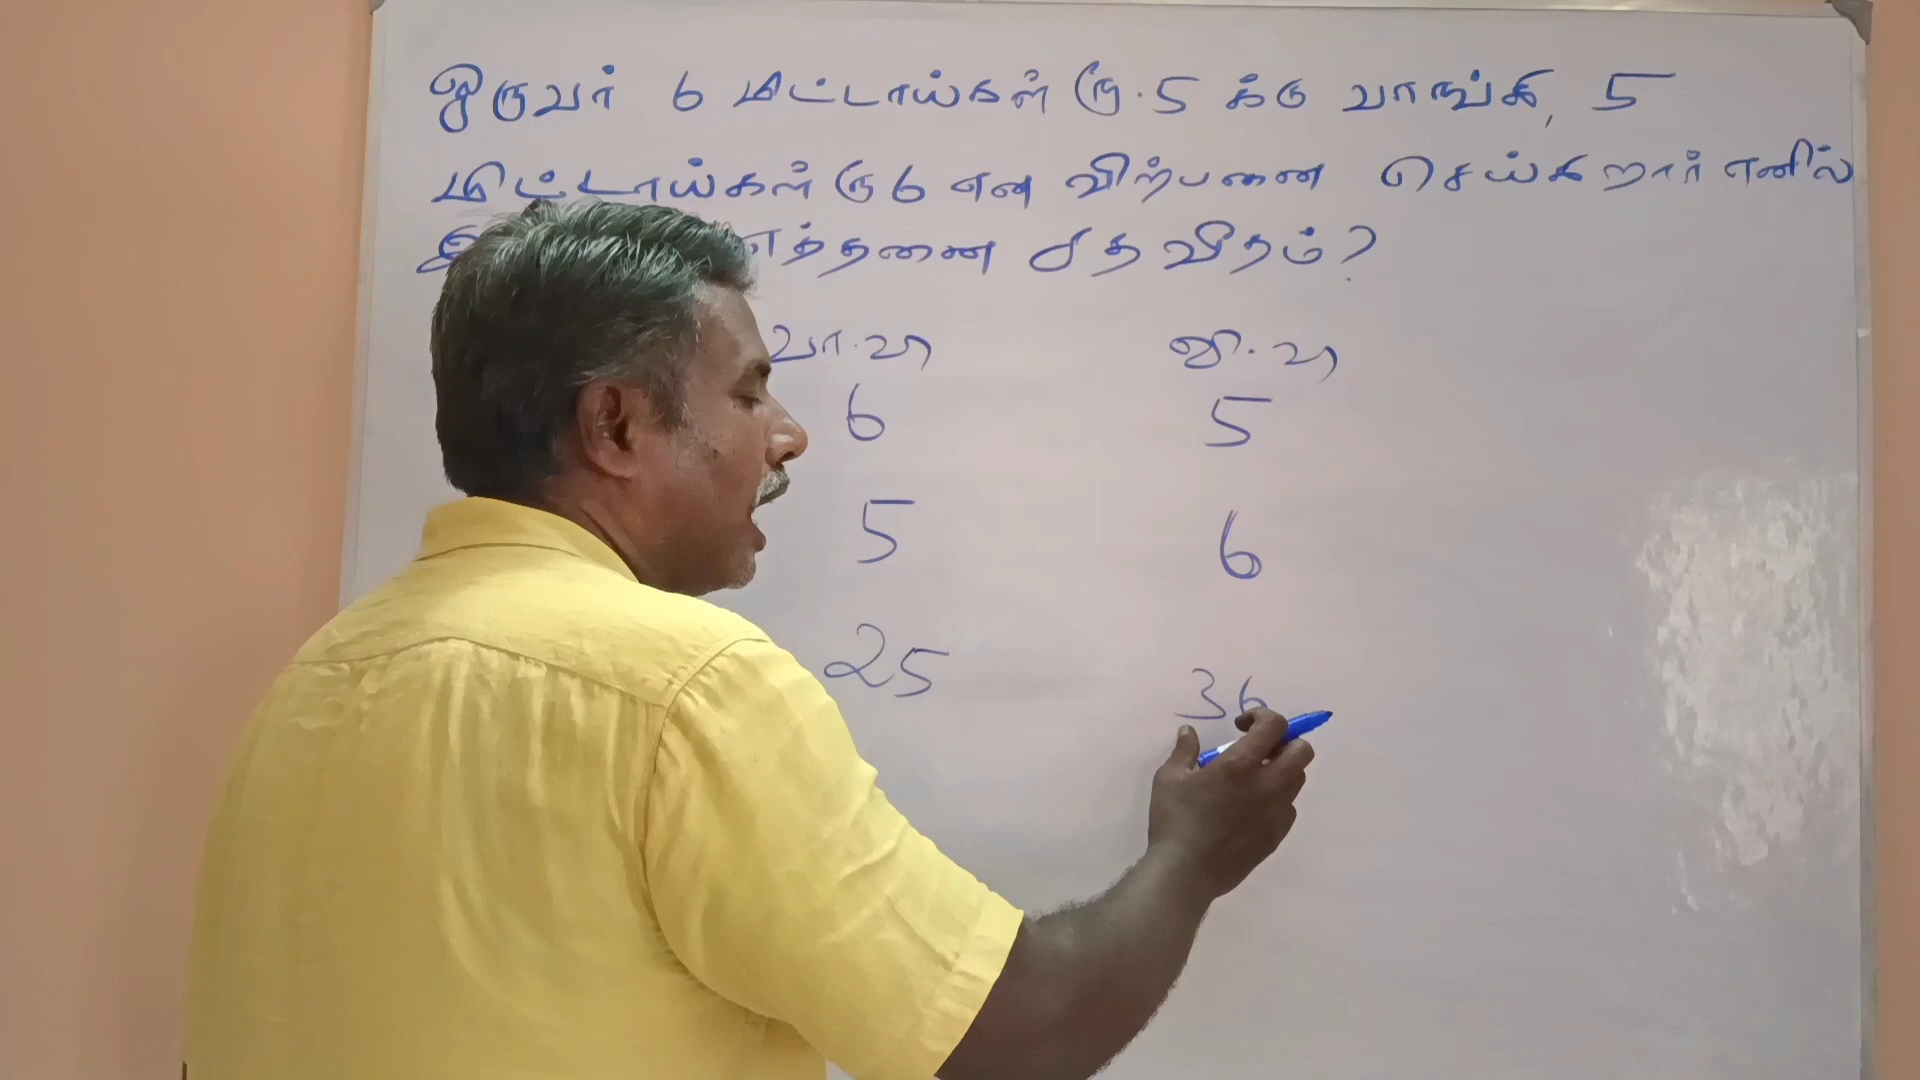 ஒருவர் 6 மிட்டாய்கள் ரூ.5 க்கு வாங்கி, 5
மிட்டாய்கள் ரூ 6 என விற்பனை செய்கிறார் எனில்
எத்தனை சதவீதம்?
வா.வி வி.வி
6 5
5 6
25 36